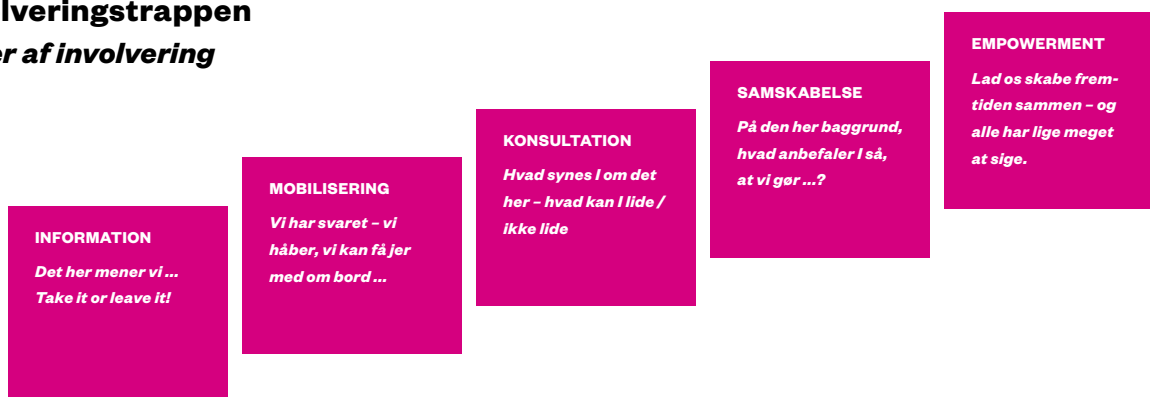 lveringstrappen
r af involvering
INFORMATION
Det her mener vi ...
Take it or leave it!
MOBILISERING
Vi har svaret – vi
håber, vi kan få jer
med om bord ...
KONSULTATION
Hvad synes I om det
her – hvad kan I lide /
ikke lide
SAMSKABELSE
På den her baggrund,
hvad anbefaler I så,
at vi gør ...?
EMPOWERMENT
Lad os skabe frem-
tiden sammen – og
alle har lige meget
at sige.